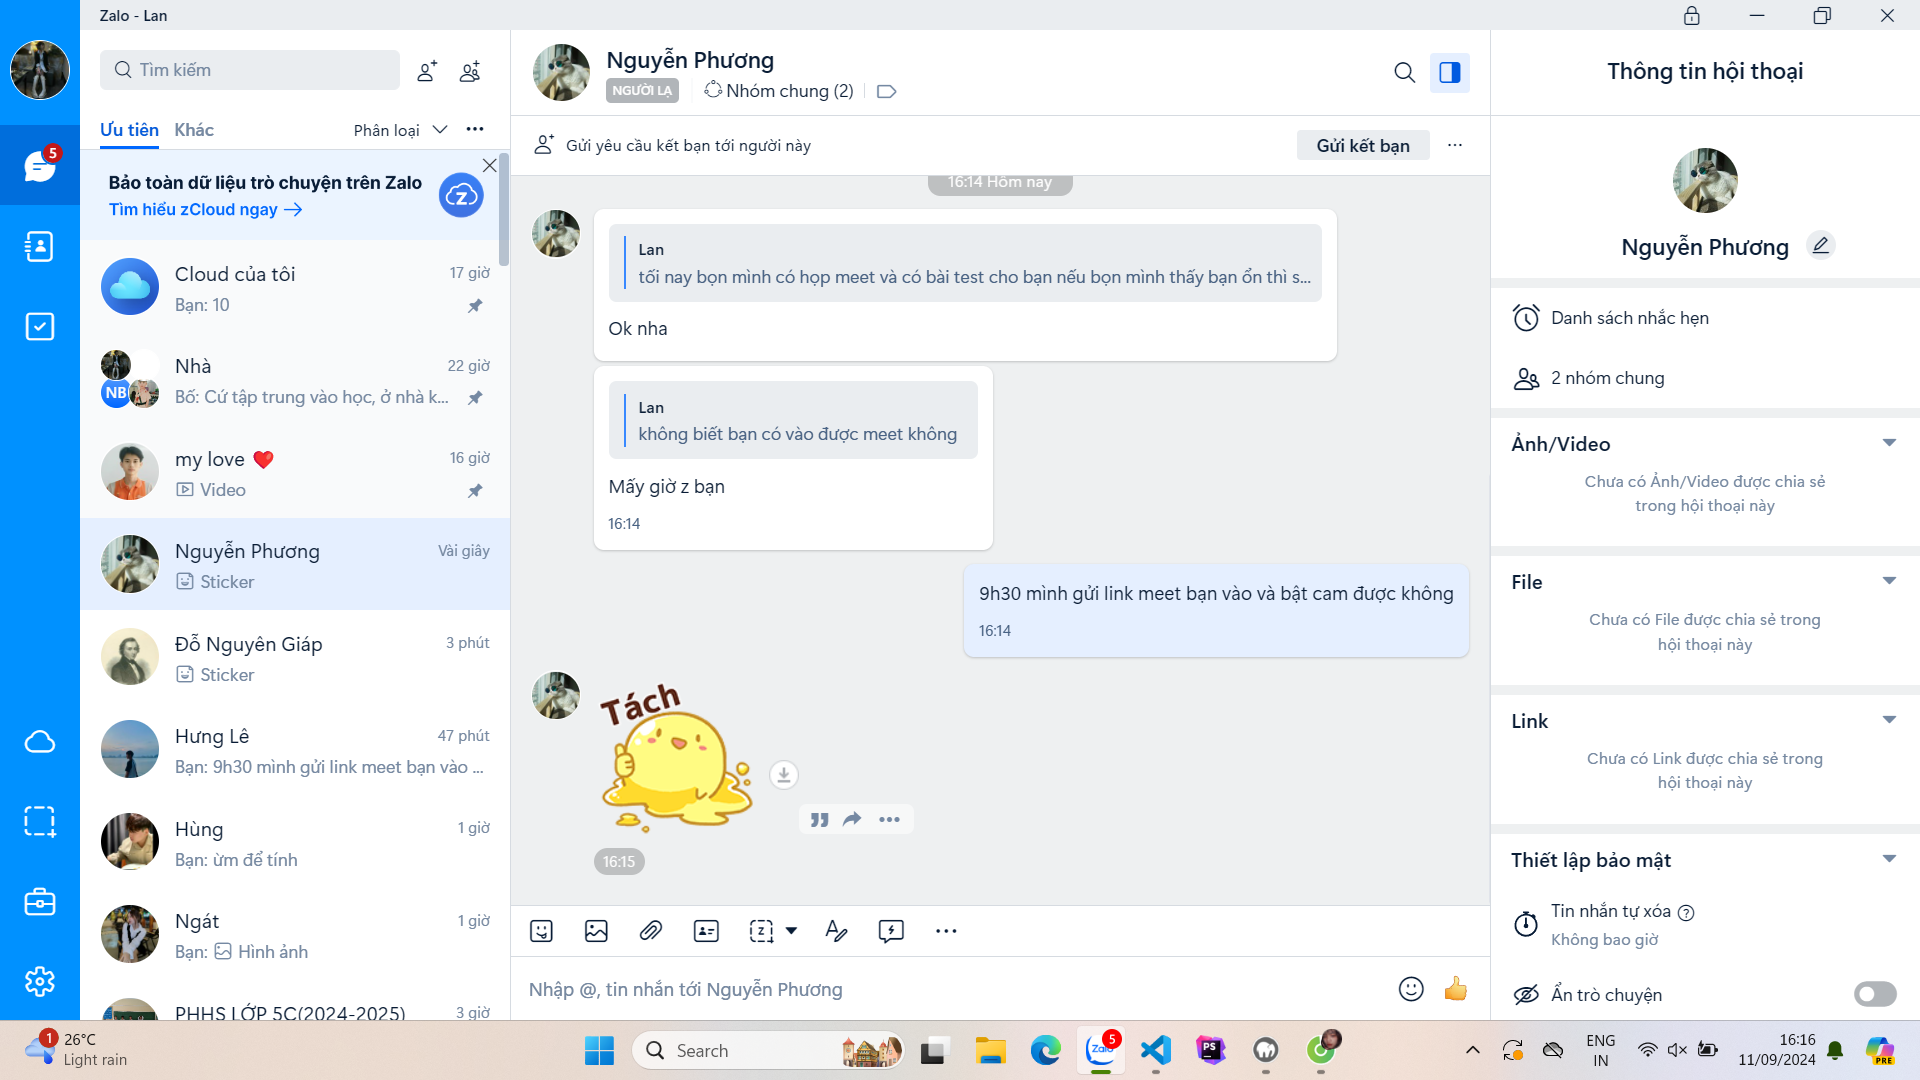 Zalo - Lan
Tìm kiếm
Ưu tiên
Khác
Phân loại
Bảo toàn dữ liệu trò chuyện trên Zalo
Tìm hiểu zCloud ngay
5
Cloud của tôi
17 giờ
Bạn: 10
Nhà
22 giờ
NB
Bố: Cứ tập trung vào học, ở nhà k...
my love ❤️
16 giờ
Video
Nguyễn Phương
Vài giây
Sticker
Đỗ Nguyên Giáp
3 phút
Sticker
Hưng Lê
47 phút
Bạn: 9h30 mình gửi link meet bạn vào ...
Hùng
1 giờ
Bạn: ừm để tính
Ngát
1 giờ
Bạn: Hình ảnh
PHHS LỚP 5C(2024-2025)
3 giờ
Nguyễn Phương
NGƯỜI LẠ
Nhóm chung (2)
Gửi yêu cầu kết bạn tới người này
Gửi kết bạn
16:14 Hôm nay
Lan
tối nay bọn mình có họp meet và có bài test cho bạn nếu bọn mình thấy bạn ổn thì s...
Ok nha
Lan
không biết bạn có vào được meet không
Mấy giờ z bạn
16:14
9h30 mình gửi link meet bạn vào và bật cam được không
16:14
Tách
16:15
Nhập @, tin nhắn tới Nguyễn Phương
Thông tin hội thoại
Nguyễn Phương
Danh sách nhắc hẹn
2 nhóm chung
Ảnh/Video
Chưa có Ảnh/Video được chia sẻ
trong hội thoại này
File
Chưa có File được chia sẻ trong
hội thoại này
Link
Chưa có Link được chia sẻ trong
hội thoại này
Thiết lập bảo mật
Tin nhắn tự xóa
Không bao giờ
Ẩn trò chuyện
1
26°C
Light rain
Search
Zalo
5
PS
ENG
IN
16:16
11/09/2024
PRE